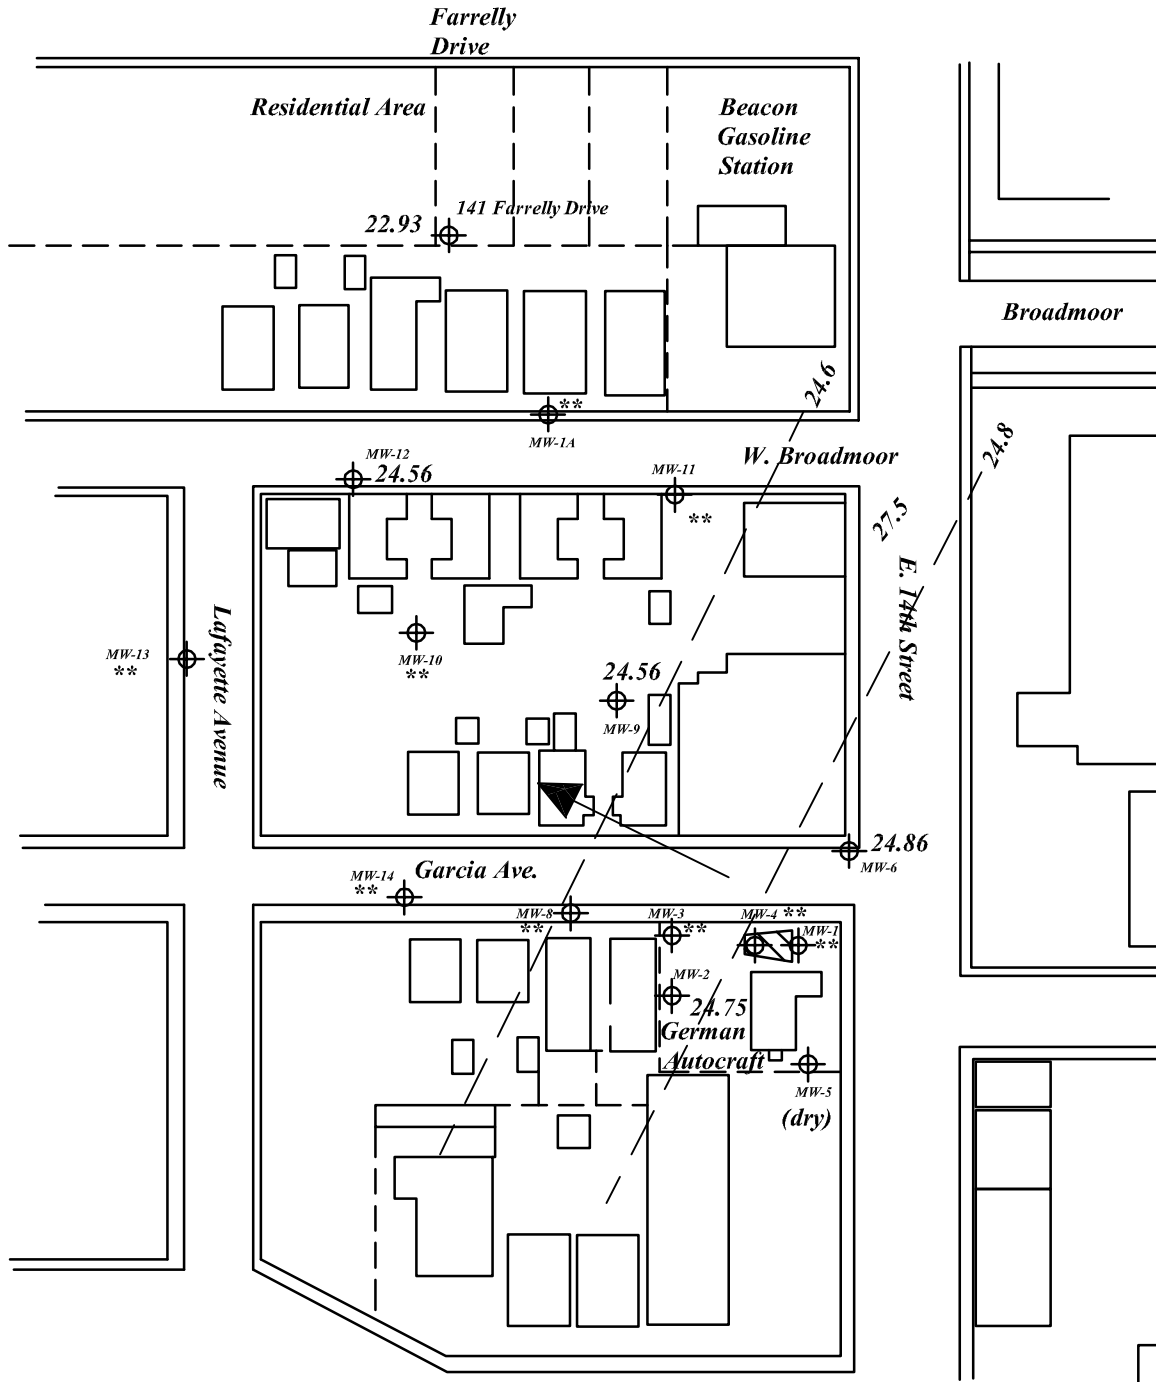 Farrelly
Drive
Residential Area
Beacon
Gasoline
Station
141 Farrelly Drive
22.93
Broadmoor
24.6
**
MW-1A
24.8
MW-12
24.56
MW-11
W. Broadmoor
**
27.5
E. 14th Street
Lafayette Avenue
MW-13
**
MW-10
**
24.56
MW-9
24.86
MW-6
Garcia Ave.
MW-14
**
MW-8
**
MW-3
**
MW-4
**
MW-1
**
MW-2
24.75
German
Autocraft
MW-5
(dry)